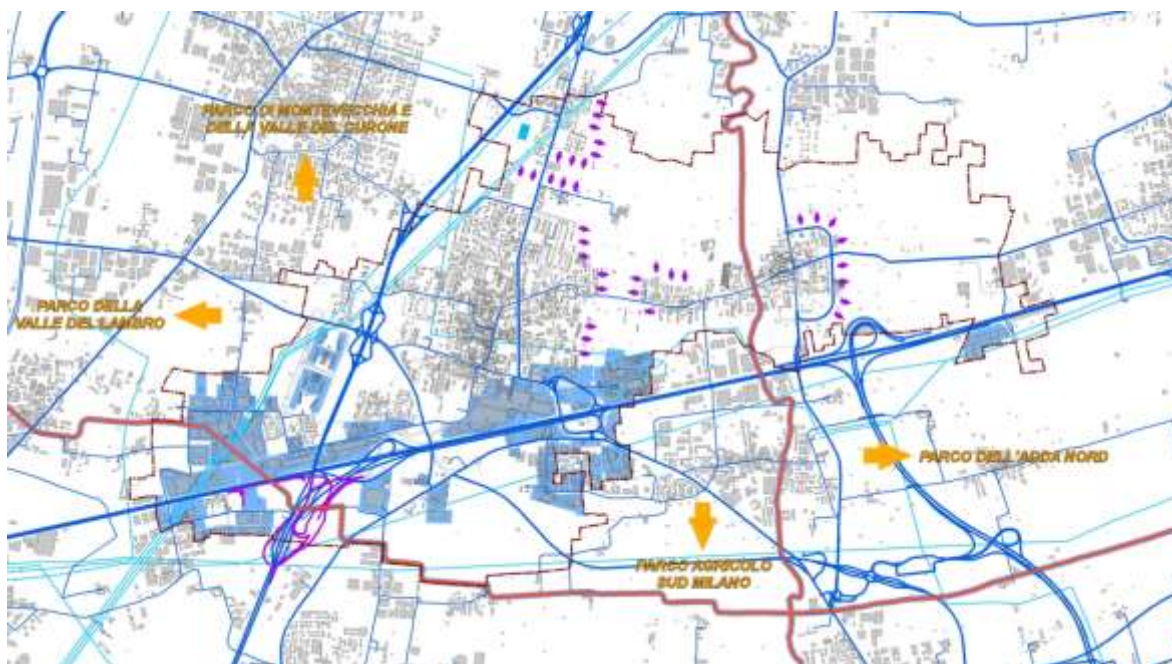 PARCO DI MONTEVECCHIA E
DELLA VALLE DEL CURONE
PARCO DELLA
VALLE DEL LAMBRO
PARCO DELL'ADDA NORD
PARCO AGRICOLO
SUD MILANO